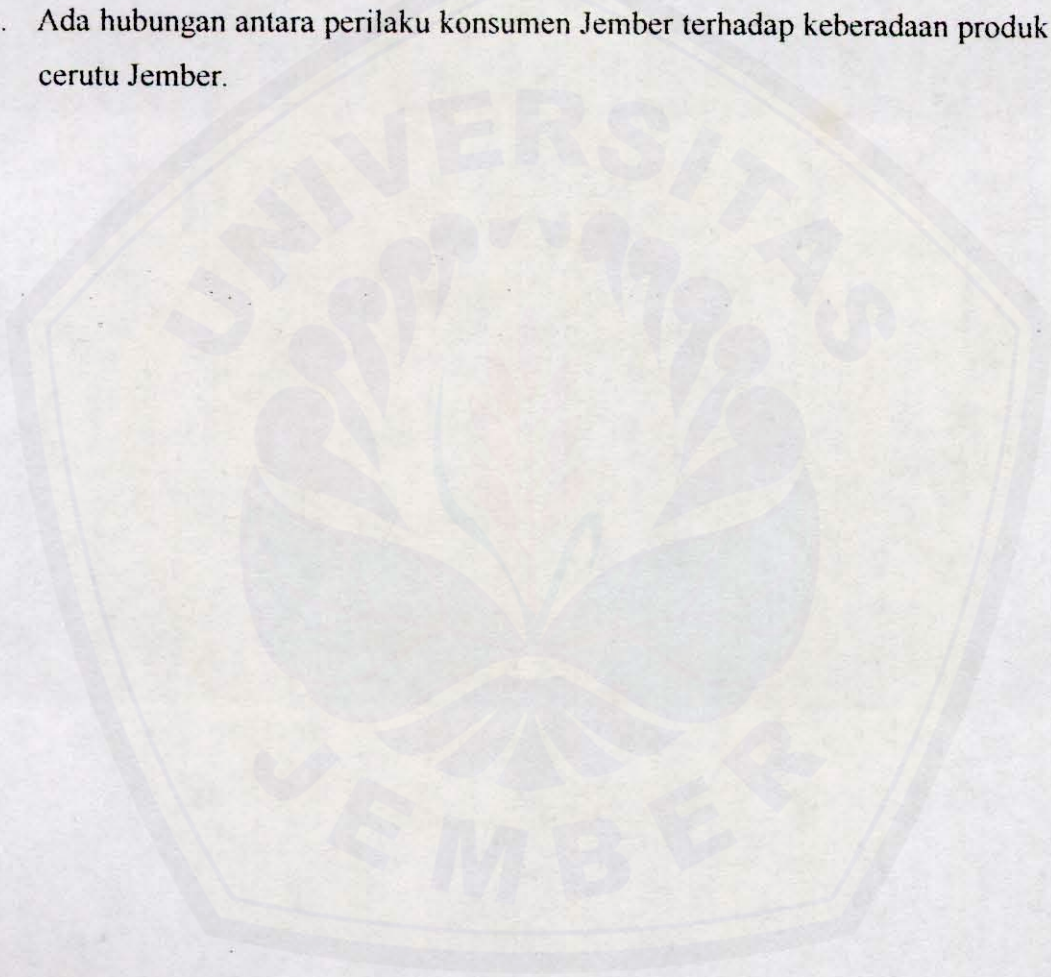 . Ada hubungan antara perilaku konsumen Jember terhadap keberadaan produk
cerutu Jember.
UNIVERSITAS
JEMBER